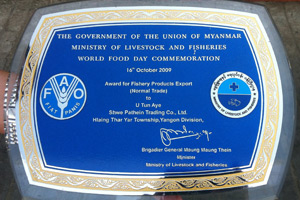 THE GOVERNMENT OF THE UNION OF MYANMAR
MINISTRY OF LIVESTOCK AND FISHERIES
WORLD FOOD DAY COMMEMORATION
16th October 2009
Award for Fishery Products Export
(Normal Trade)
to
U Tun Aye
Sitwe Pathein Trading Co., Ltd.
Hlaing Thar Yar Township,Yangon Division,
Brigadier General Maung Maung Thein
Minister
Ministry of Livestock and Fisheries
F A O
FIAT PANIS